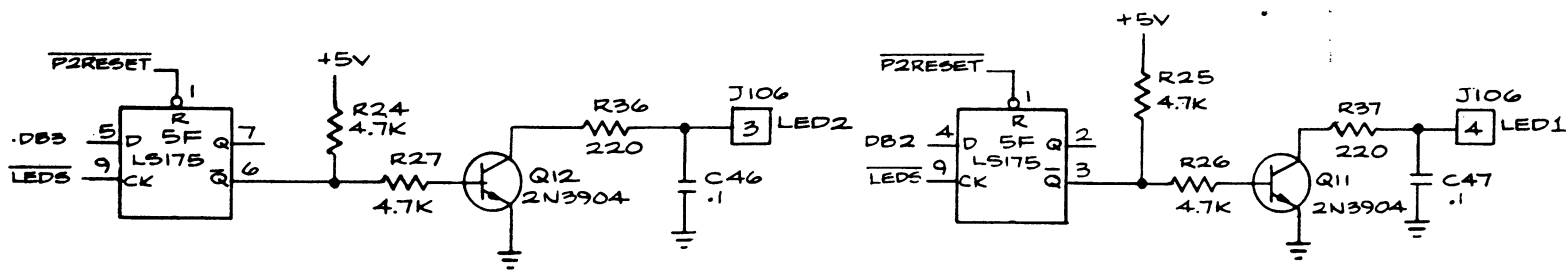 P2RESET
+5V
1
R
R24
4.7K
.DB3
5
D
5F
Q
7
LS175
LEDS
9
CK
Q
6
R27
4.7K
Q12
2N3904
R36
220
C46
.1
J106
3
LED2
P2RESET
+5V
1
R
R25
4.7K
DB2
4
D
5F
Q
2
LS175
LEDS
9
CK
Q
3
R26
4.7K
Q11
2N3904
R37
220
C47
.1
J106
4
LED1